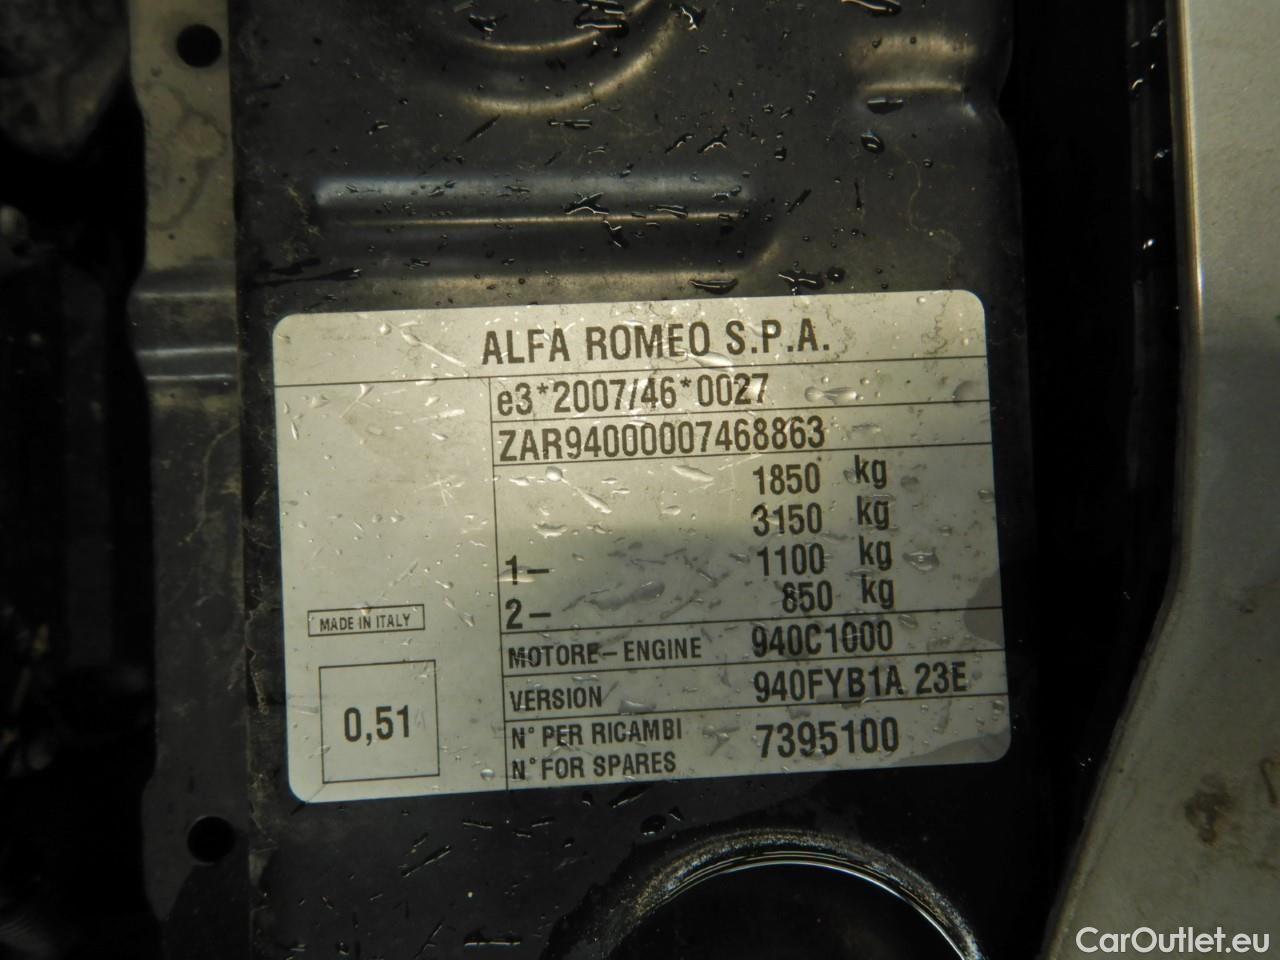 ALFA ROMEO S.P.A.
e3*2007/46*0027
ZAR94000007468863
1850 kg
3150 kg
1- 1100 kg
2- 850 kg
MADE IN ITALY
MOTORE-ENGINE 940C1000
VERSION 940FYB1A 23E
0,51
N° PER RICAMBI
N° FOR SPARES
7395100
CarOutlet.eu